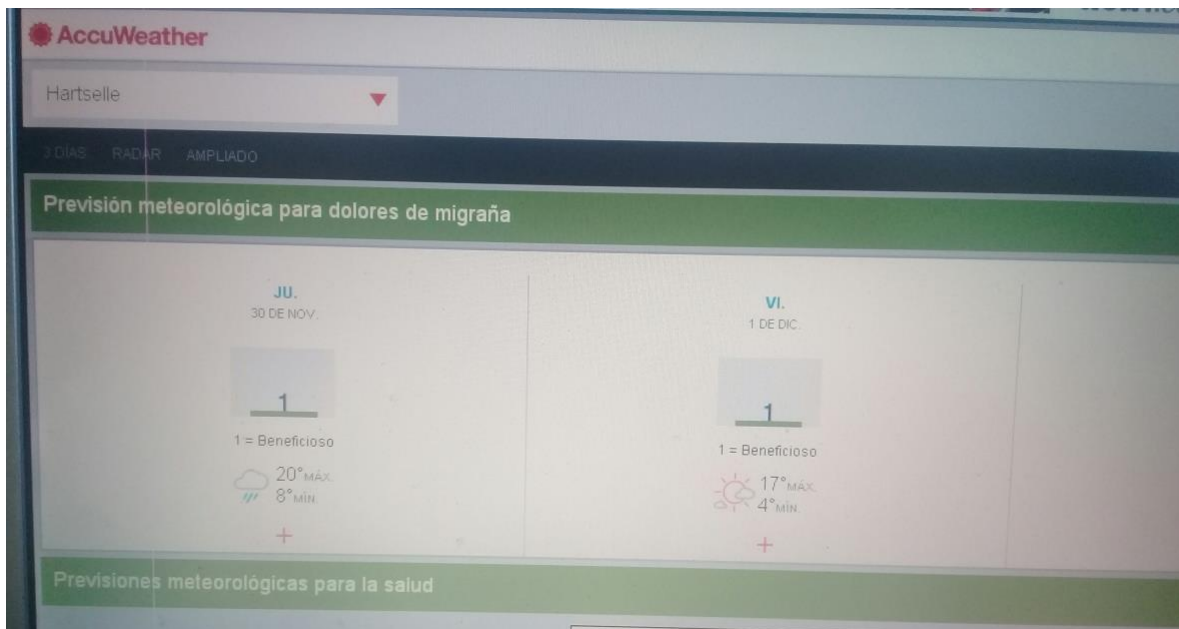 AccuWeather
Hartselle
3 DÍAS RADAR AMPLIADO
Previsión meteorológica para dolores de migraña
JU.
30 DE NOV.
1
1 = Beneficioso
20° MÁX.
8° MÍN.
+
VI.
1 DE DIC.
1
1 = Beneficioso
17° MÁX.
4° MÍN.
+
Previsiones meteorológicas para la salud